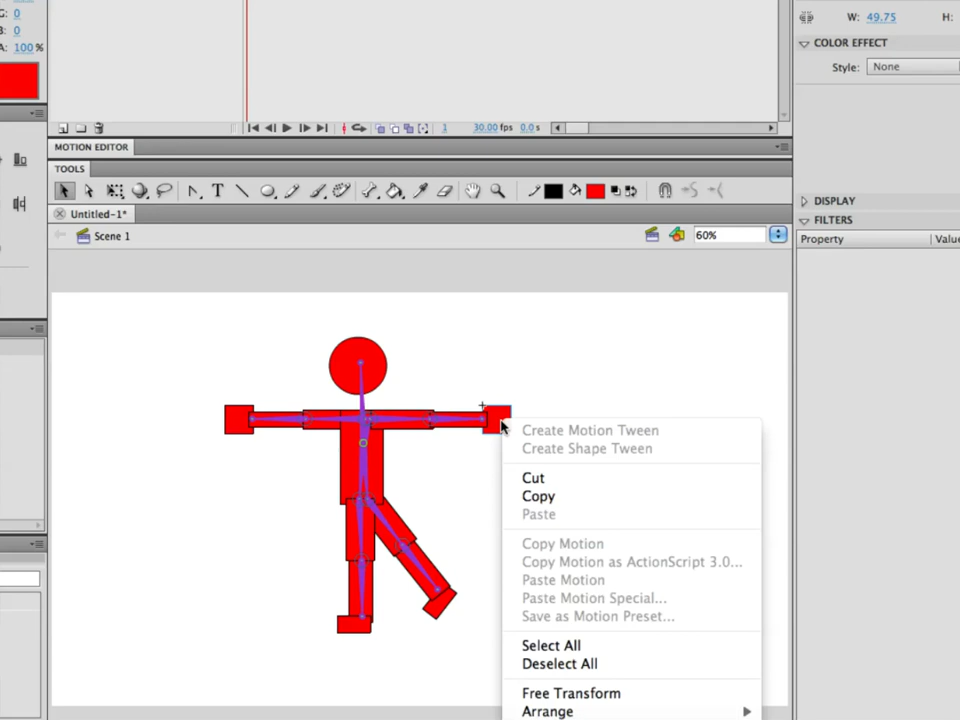 G: 0
B: 0
A: 100 %
W: 49.75 H:
COLOR EFFECT
Style: None
1 30.00 fps 0.0 s
MOTION EDITOR
TOOLS
Untitled-1*
Scene 1
60%
DISPLAY
FILTERS
Property Value
Create Motion Tween
Create Shape Tween
Cut
Copy
Paste
Copy Motion
Copy Motion as ActionScript 3.0...
Paste Motion
Paste Motion Special...
Save as Motion Preset...
Select All
Deselect All
Free Transform
Arrange